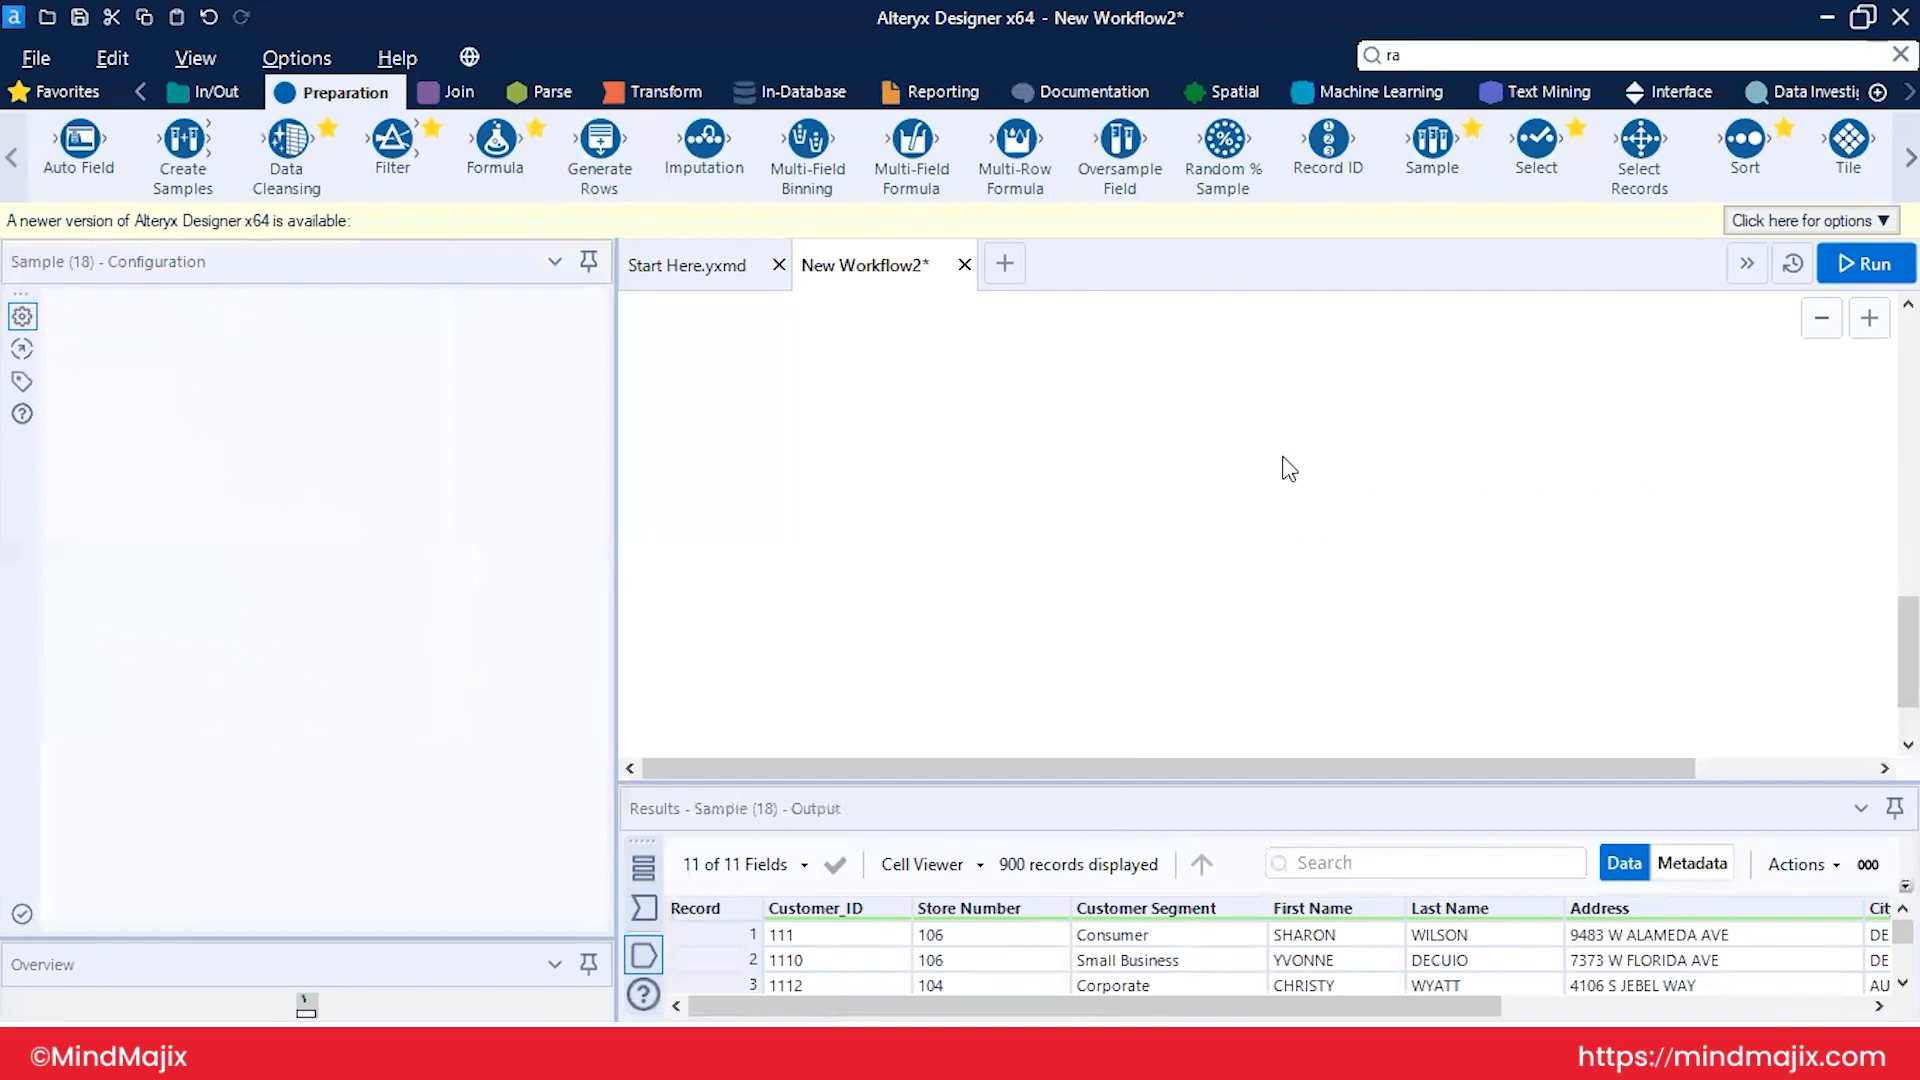 a
Alteryx Designer x64 - New Workflow2*
File Edit View Options Help
ra
Favorites In/Out Preparation Join Parse Transform In-Database Reporting Documentation Spatial Machine Learning Text Mining Interface Data Investi
Auto Field
Create Samples
Data Cleansing
Filter
Formula
Generate Rows
Imputation
Multi-Field Binning
Multi-Field Formula
Multi-Row Formula
Oversample Field
Random % Sample
Record ID
Sample
Select
Select Records
Sort
Tile
A newer version of Alteryx Designer x64 is available:
Click here for options ▼
Sample (18) - Configuration
Start Here.yxmd
New Workflow2*
Run
Results - Sample (18) - Output
11 of 11 Fields Cell Viewer 900 records displayed Search Data Metadata Actions 000
Record Customer_ID Store Number Customer Segment First Name Last Name Address Cit
1 111 106 Consumer SHARON WILSON 9483 W ALAMEDA AVE DE
2 1110 106 Small Business YVONNE DECUIO 7373 W FLORIDA AVE DE
3 1112 104 Corporate CHRISTY WYATT 4106 S JEBEL WAY AU
Overview
©MindMajix
https://mindmajix.com